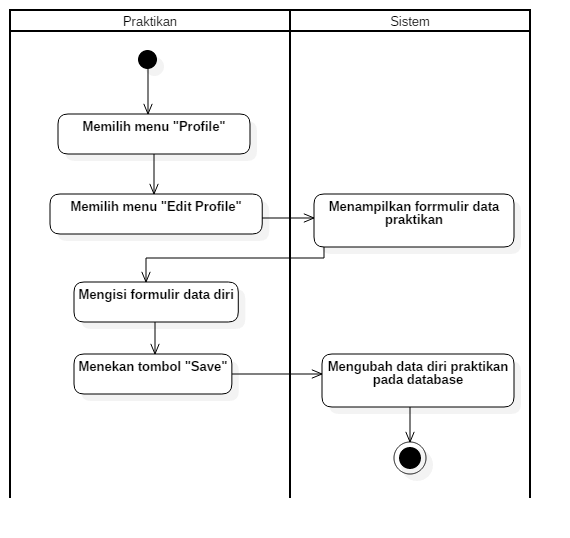 Praktikan
Sistem
Memilih menu "Profile"
Memilih menu "Edit Profile"
Menampilkan forrmulir data
praktikan
Mengisi formulir data diri
Menekan tombol "Save"
Mengubah data diri praktikan
pada database